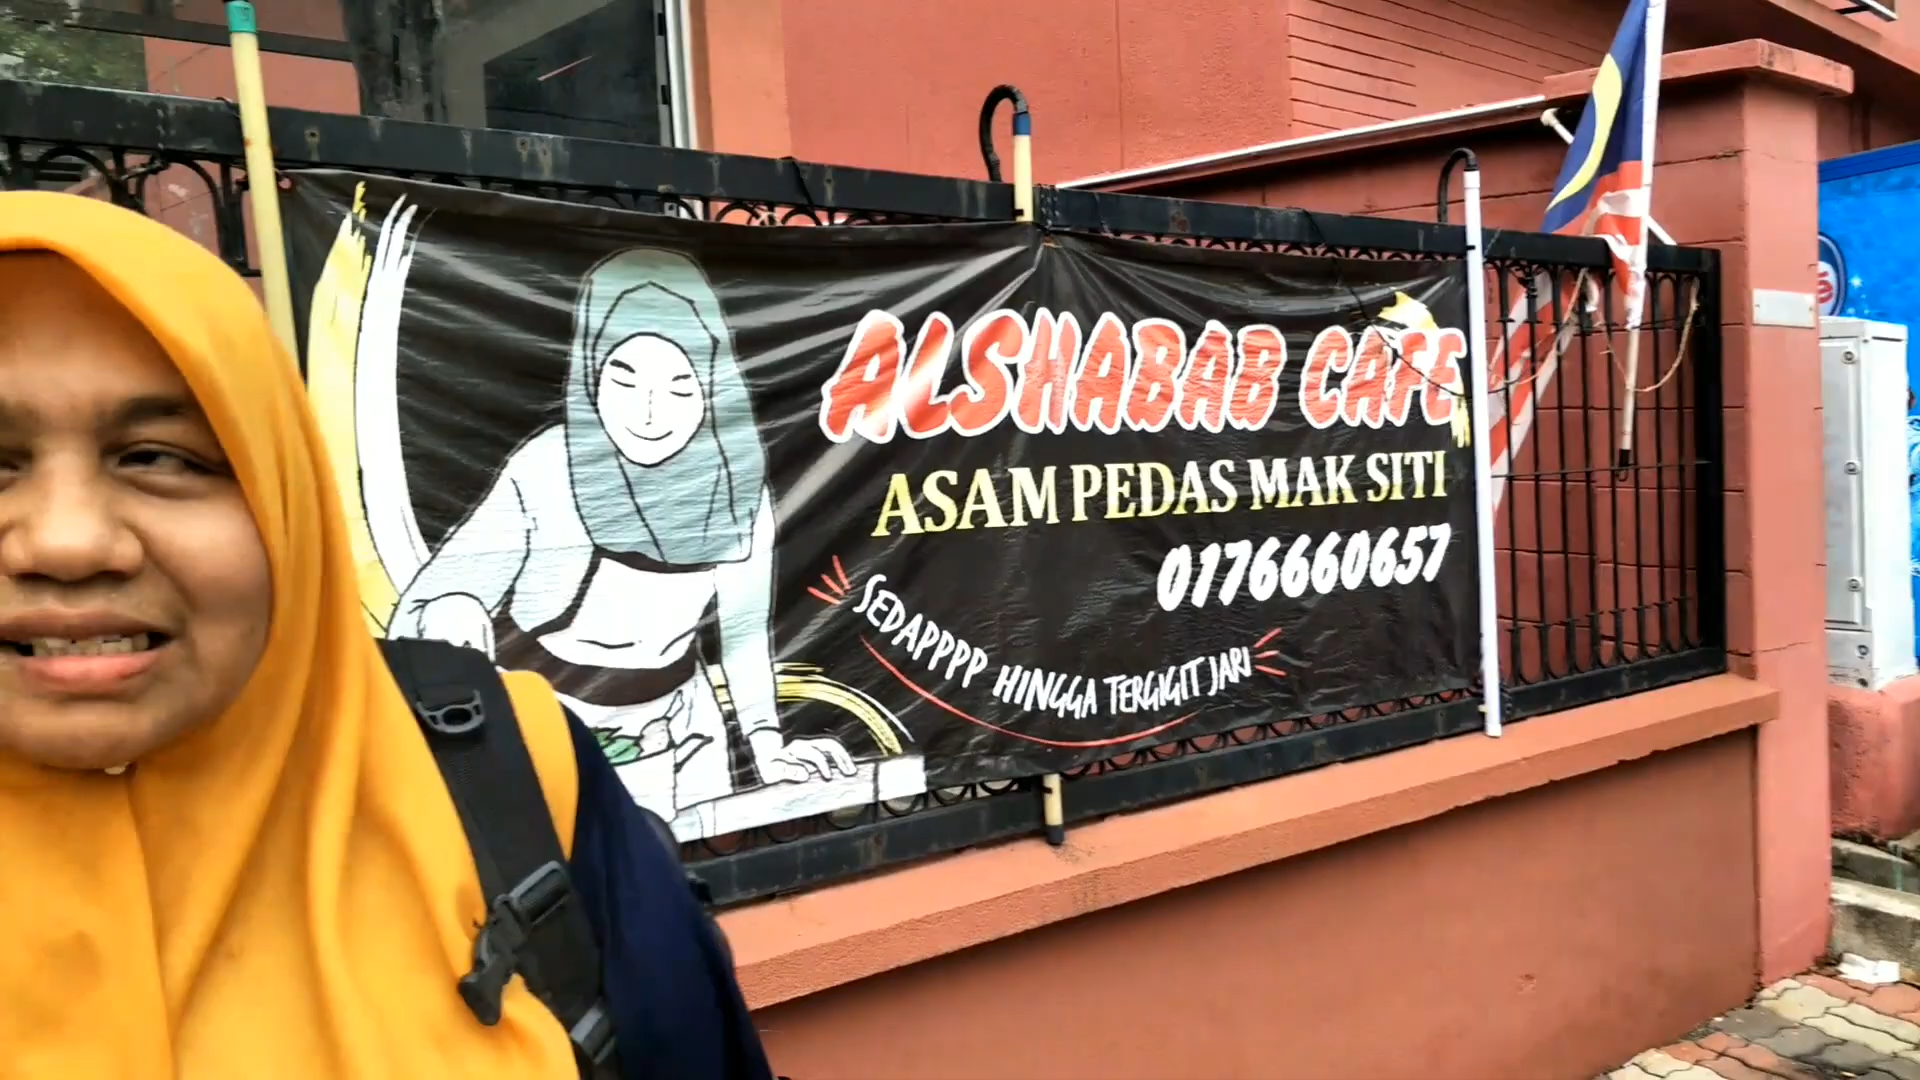 ALSHABAB CAFE
ASAM PEDAS MAK SITI
0176660657
SEDAPPPP HINGGA TERGIGIT JARI